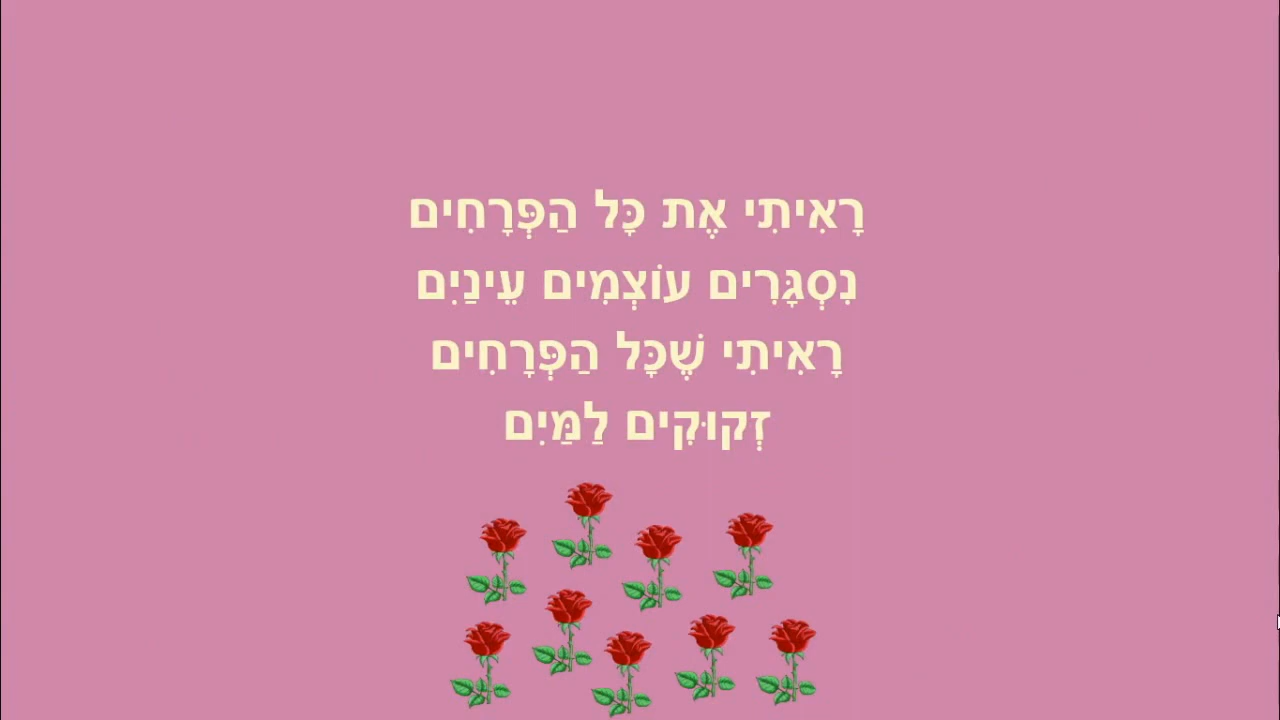 רָאִיתִי אֶת כָּל הַפְּרָחִים
נִסְגָּרִים עוֹצְמִים עֵינַיִם
רָאִיתִי שֶׁכָּל הַפְּרָחִים
זְקוּקִים לַמַּיִם